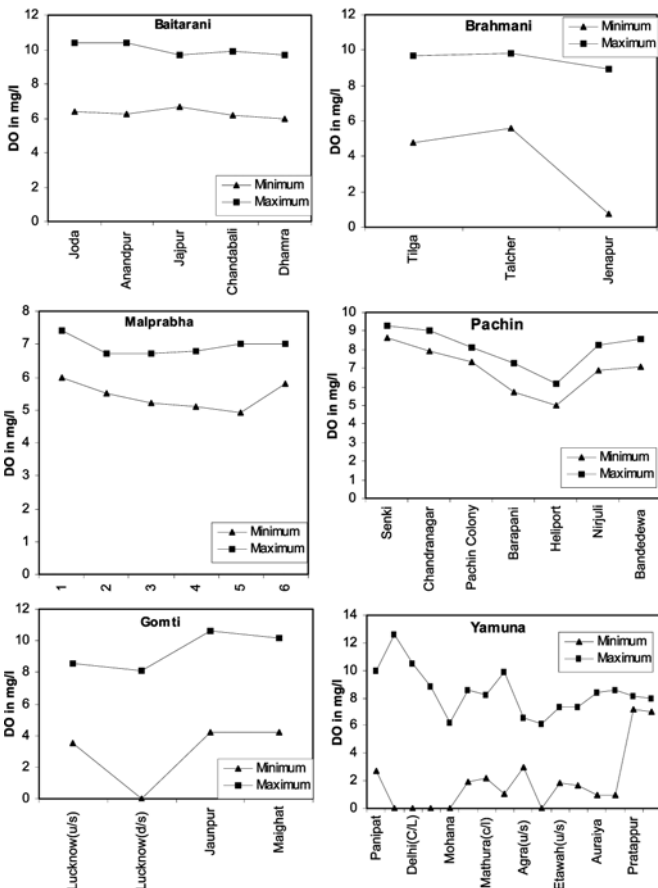 Baitarani
DO in mg/l
12
10
8
6
4
2
0
Minimum
Maximum
Joda
Anandpur
Jajpur
Chandabali
Dhamra
Brahmani
DO in mg/l
12
10
8
6
4
2
0
Minimum
Maximum
Tilga
Talcher
Jenapur
Malprabha
DO in mg/l
8
7
6
5
4
3
2
1
0
Minimum
Maximum
1
2
3
4
5
6
Pachin
DO in mg/l
10
9
8
7
6
5
4
3
2
1
0
Minimum
Maximum
Senki
Chandranagar
Pachin Colony
Barapani
Heliport
Nirjuli
Bandedewa
Gomti
DO in mg/l
12
10
8
6
4
2
0
Minimum
Maximum
Lucknow(u/s)
Lucknow(d/s)
Jaunpur
Maighat
Yamuna
DO in mg/l
14
12
10
8
6
4
2
0
Minimum
Maximum
Panipat
Delhi(C/L)
Mohana
Mathura(c/l)
Agra(u/s)
Etawah(u/s)
Auraiya
Pratappur